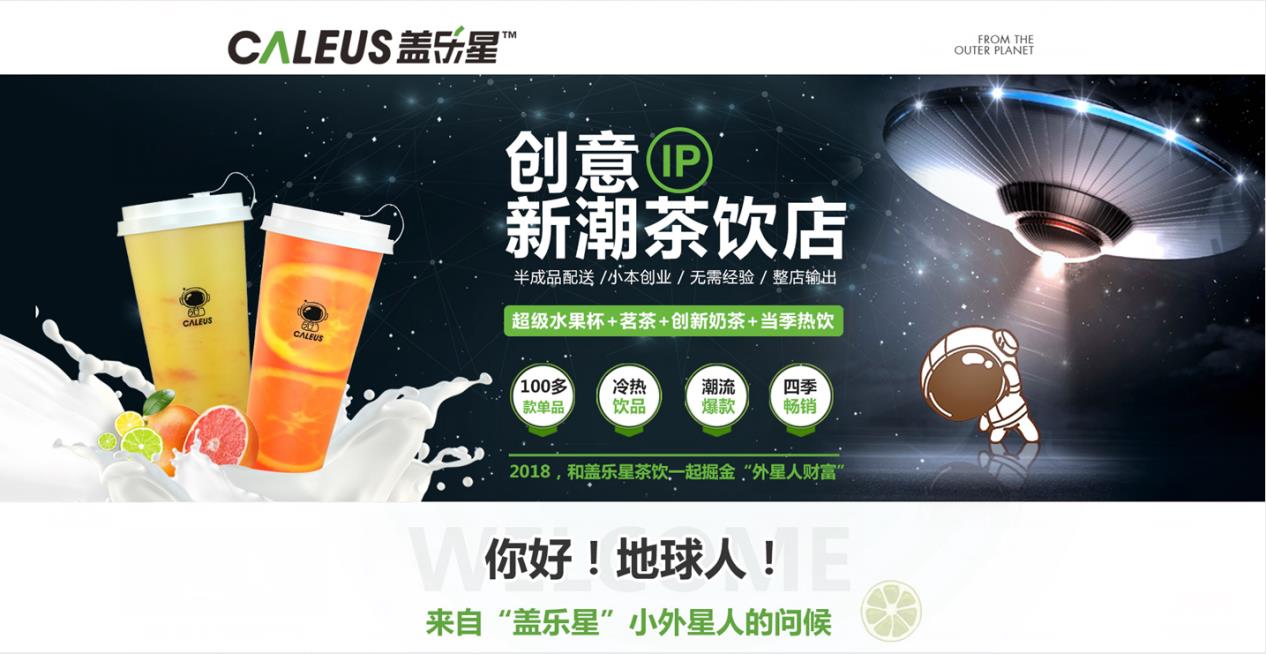 CALEUS盖乐星™
FROM THE
OUTER PLANET
创意IP
新潮茶饮店
半成品配送 /小本创业 / 无需经验 / 整店输出
超级水果杯+茗茶+创新奶茶+当季热饮
100多
款单品
冷热
饮品
潮流
爆款
四季
畅销
2018，和盖乐星茶饮一起掘金“外星人财富”
CALEUS
CALEUS
WELCOME
你好！地球人！
来自“盖乐星”小外星人的问候